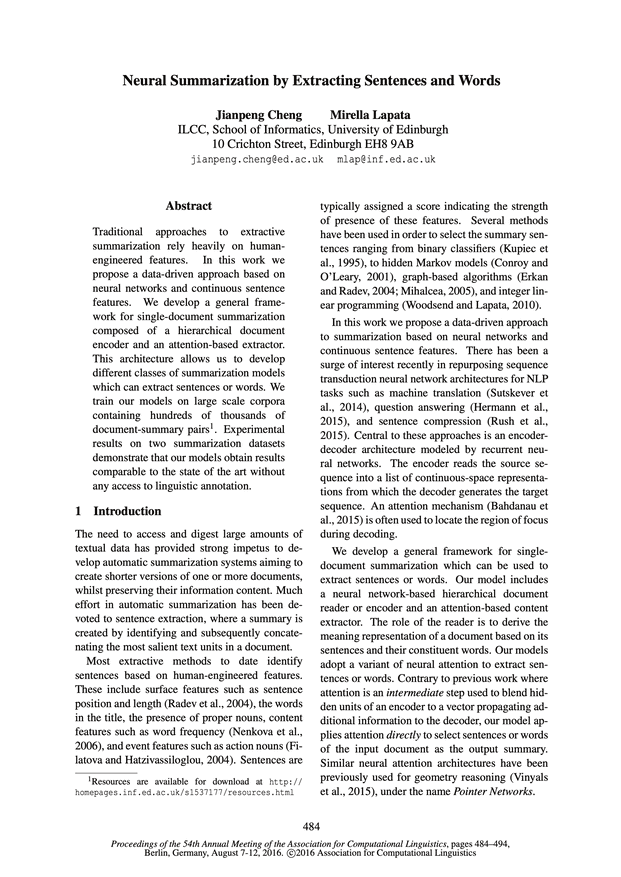 Neural Summarization by Extracting Sentences and Words
Jianpeng Cheng Mirella Lapata
ILCC, School of Informatics, University of Edinburgh
10 Crichton Street, Edinburgh EH8 9AB
jianpeng.cheng@ed.ac.uk mlap@inf.ed.ac.uk
Abstract
Traditional approaches to extractive
summarization rely heavily on human-
engineered features. In this work we
propose a data-driven approach based on
neural networks and continuous sentence
features. We develop a general frame-
work for single-document summarization
composed of a hierarchical document
encoder and an attention-based extractor.
This architecture allows us to develop
different classes of summarization models
which can extract sentences or words. We
train our models on large scale corpora
containing hundreds of thousands of
document-summary pairs¹. Experimental
results on two summarization datasets
demonstrate that our models obtain results
comparable to the state of the art without
any access to linguistic annotation.
1 Introduction
The need to access and digest large amounts of
textual data has provided strong impetus to de-
velop automatic summarization systems aiming to
create shorter versions of one or more documents,
whilst preserving their information content. Much
effort in automatic summarization has been de-
voted to sentence extraction, where a summary is
created by identifying and subsequently concate-
nating the most salient text units in a document.
Most extractive methods to date identify
sentences based on human-engineered features.
These include surface features such as sentence
position and length (Radev et al., 2004), the words
in the title, the presence of proper nouns, content
features such as word frequency (Nenkova et al.,
2006), and event features such as action nouns (Fi-
latova and Hatzivassiloglou, 2004). Sentences are
¹Resources are available for download at http://
homepages.inf.ed.ac.uk/s1537177/resources.html
typically assigned a score indicating the strength
of presence of these features. Several methods
have been used in order to select the summary sen-
tences ranging from binary classifiers (Kupiec et
al., 1995), to hidden Markov models (Conroy and
O'Leary, 2001), graph-based algorithms (Erkan
and Radev, 2004; Mihalcea, 2005), and integer lin-
ear programming (Woodsend and Lapata, 2010).
In this work we propose a data-driven approach
to summarization based on neural networks and
continuous sentence features. There has been a
surge of interest recently in repurposing sequence
transduction neural network architectures for NLP
tasks such as machine translation (Sutskever et
al., 2014), question answering (Hermann et al.,
2015), and sentence compression (Rush et al.,
2015). Central to these approaches is an encoder-
decoder architecture modeled by recurrent neu-
ral networks. The encoder reads the source se-
quence into a list of continuous-space representa-
tions from which the decoder generates the target
sequence. An attention mechanism (Bahdanau et
al., 2015) is often used to locate the region of focus
during decoding.
We develop a general framework for single-
document summarization which can be used to
extract sentences or words. Our model includes
a neural network-based hierarchical document
reader or encoder and an attention-based content
extractor. The role of the reader is to derive the
meaning representation of a document based on its
sentences and their constituent words. Our models
adopt a variant of neural attention to extract sen-
tences or words. Contrary to previous work where
attention is an intermediate step used to blend hid-
den units of an encoder to a vector propagating ad-
ditional information to the decoder, our model ap-
plies attention directly to select sentences or words
of the input document as the output summary.
Similar neural attention architectures have been
previously used for geometry reasoning (Vinyals
et al., 2015), under the name Pointer Networks.
484
Proceedings of the 54th Annual Meeting of the Association for Computational Linguistics, pages 484–494,
Berlin, Germany, August 7-12, 2016. ©2016 Association for Computational Linguistics